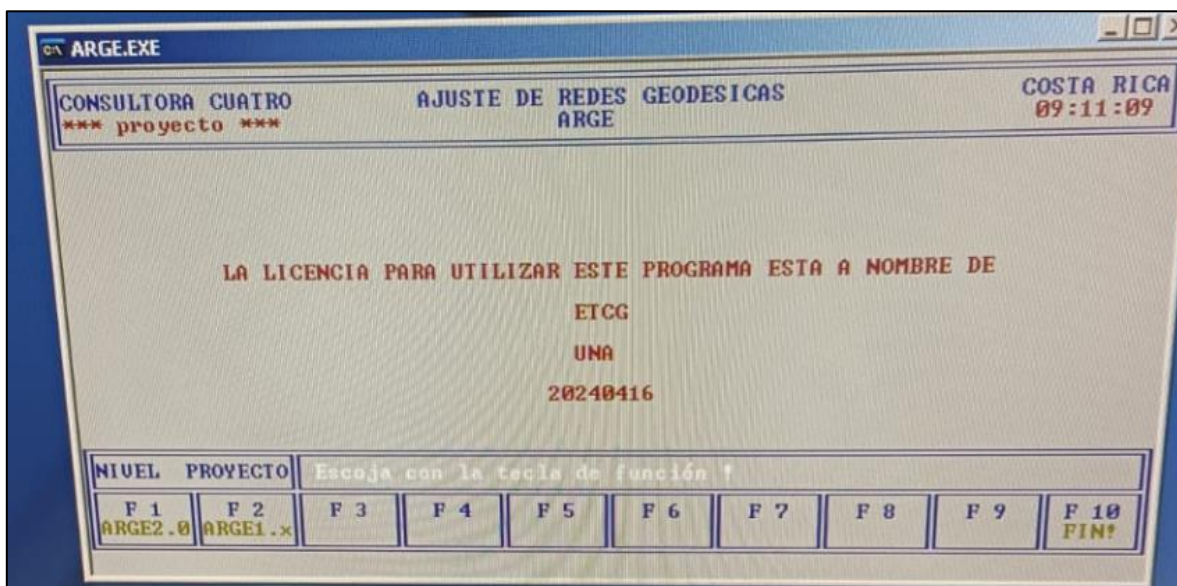 ARGE.EXE
CONSULTORA CUATRO AJUSTE DE REDES GEODESICAS COSTA RICA
*** proyecto *** ARGE 09:11:09
LA LICENCIA PARA UTILIZAR ESTE PROGRAMA ESTA A NOMBRE DE
ETCG
UNA
20240416
NIVEL PROYECTO Escoja con la tecla de función !
F 1 F 2 F 3 F 4 F 5 F 6 F 7 F 8 F 9 F 10
ARGE2.0 ARGE1.x FIN!